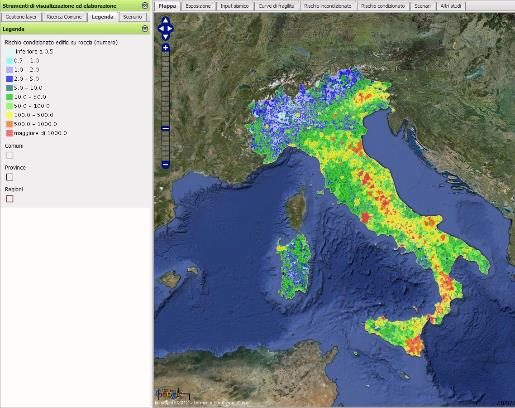 Strumenti di visualizzazione ed elaborazione
Gestione layer Ricerca Comune Legenda Scenario
Legenda
Rischio condizionato edifici su roccia (numero)
inferiore a 0.5
0.5 - 1.0
1.0 - 2.0
2.0 - 5.0
5.0 - 10.0
10.0 - 50.0
50.0 - 100.0
100.0 - 500.0
500.0 - 1000.0
maggiore di 1000.0
Comuni
Province
Regioni
Mappa Esposizione Input sismico Curve di fragilità Rischio incondizionato Rischio condizionato Scenari Altri studi